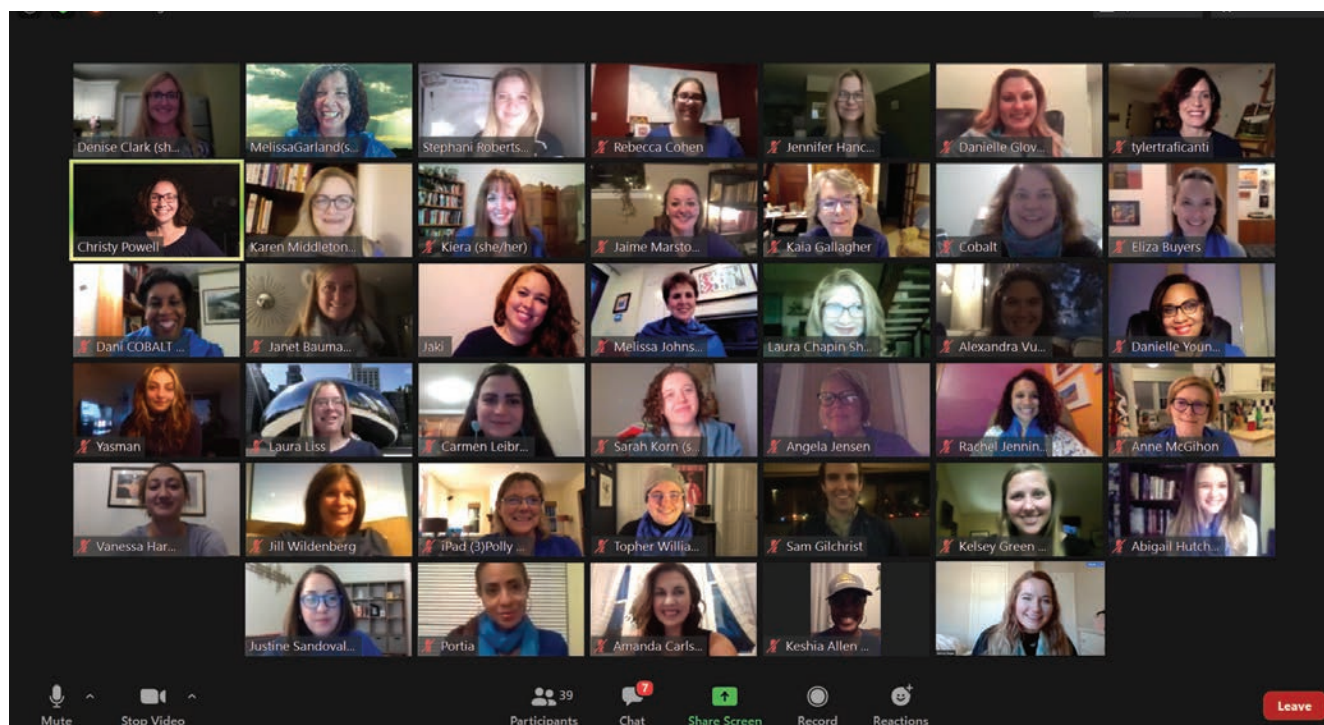 Denise Clark (sh...
MelissaGarland(s...
Stephani Roberts...
Rebecca Cohen
Jennifer Hanc...
Danielle Glov...
tylertraficanti
Christy Powell
Karen Middleton...
Kiera (she/her)
Jaime Marsto...
Kaia Gallagher
Cobalt
Eliza Buyers
Dani COBALT ...
Janet Bauma...
Jaki
Melissa Johns...
Laura Chapin Sh...
Alexandra Vu...
Danielle Youn...
Yasman
Laura Liss
Carmen Leibr...
Sarah Korn (s...
Angela Jensen
Rachel Jennin...
Anne McGihon
Vanessa Har...
Jill Wildenberg
iPad (3)Polly ...
Topher Willia...
Sam Gilchrist
Kelsey Green ...
Abigail Hutch...
Justine Sandoval...
Portia
Amanda Carls...
Keshia Allen ...
39
7
Mute
Stop Video
Participants
Chat
Share Screen
Record
Reactions
Leave